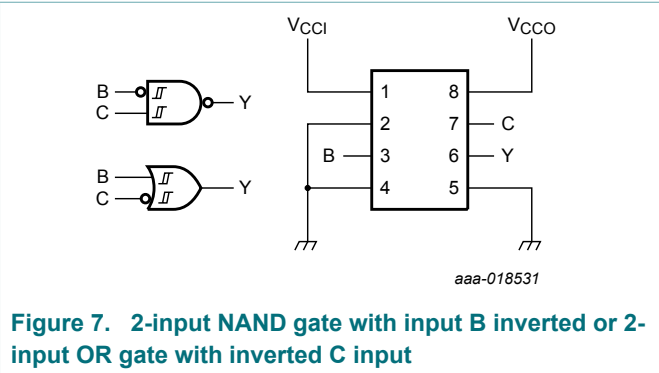 VCCI
VCCO
B
C
Y
1
8
2
7
C
B
3
6
Y
4
5
B
C
Y
aaa-018531
Figure 7. 2-input NAND gate with input B inverted or 2-
input OR gate with inverted C input